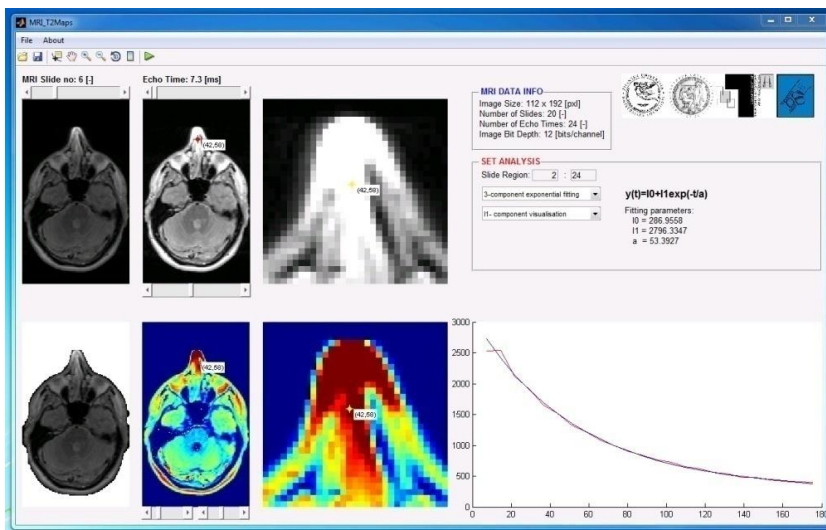 MRI_T2Maps
File About
MRI Slide no: 6 [-]
Echo Time: 7.3 [ms]
(42,58)
(42,58)
MRI DATA INFO
Image Size: 112 x 192 [pxl]
Number of Slides: 20 [-]
Number of Echo Times: 24 [-]
Image Bit Depth: 12 [bits/channel]
SET ANALYSIS
Slide Region: 2 : 24
3-component exponential fitting
I1- component visualisation
y(t)=I0+I1exp(-t/a)
Fitting parameters:
I0 = 286.9558
I1 = 2796.3347
a = 53.3927
(42,58)
(42,58)
3000
2500
2000
1500
1000
500
0
0 20 40 60 80 100 120 140 160 180